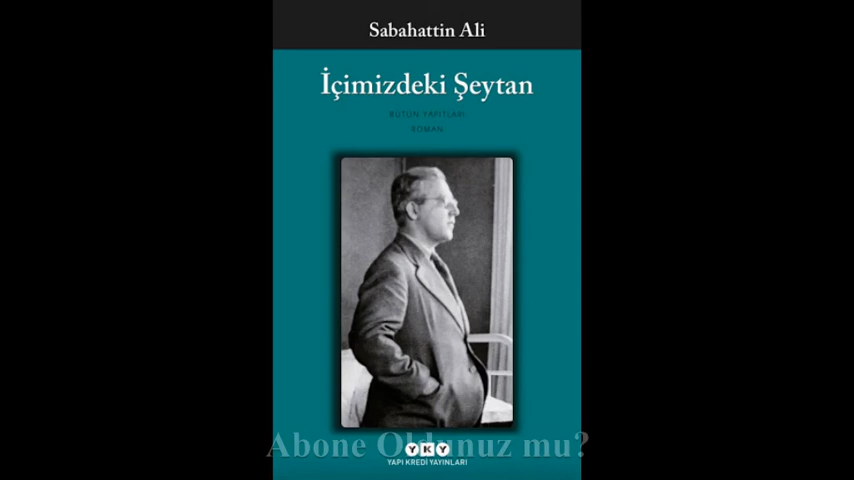 Sabahattin Ali
İçimizdeki Şeytan
BÜTÜN YAPITLARI
ROMAN
Abone Oldunuz mu?
YKY
YAPI KREDİ YAYINLARI